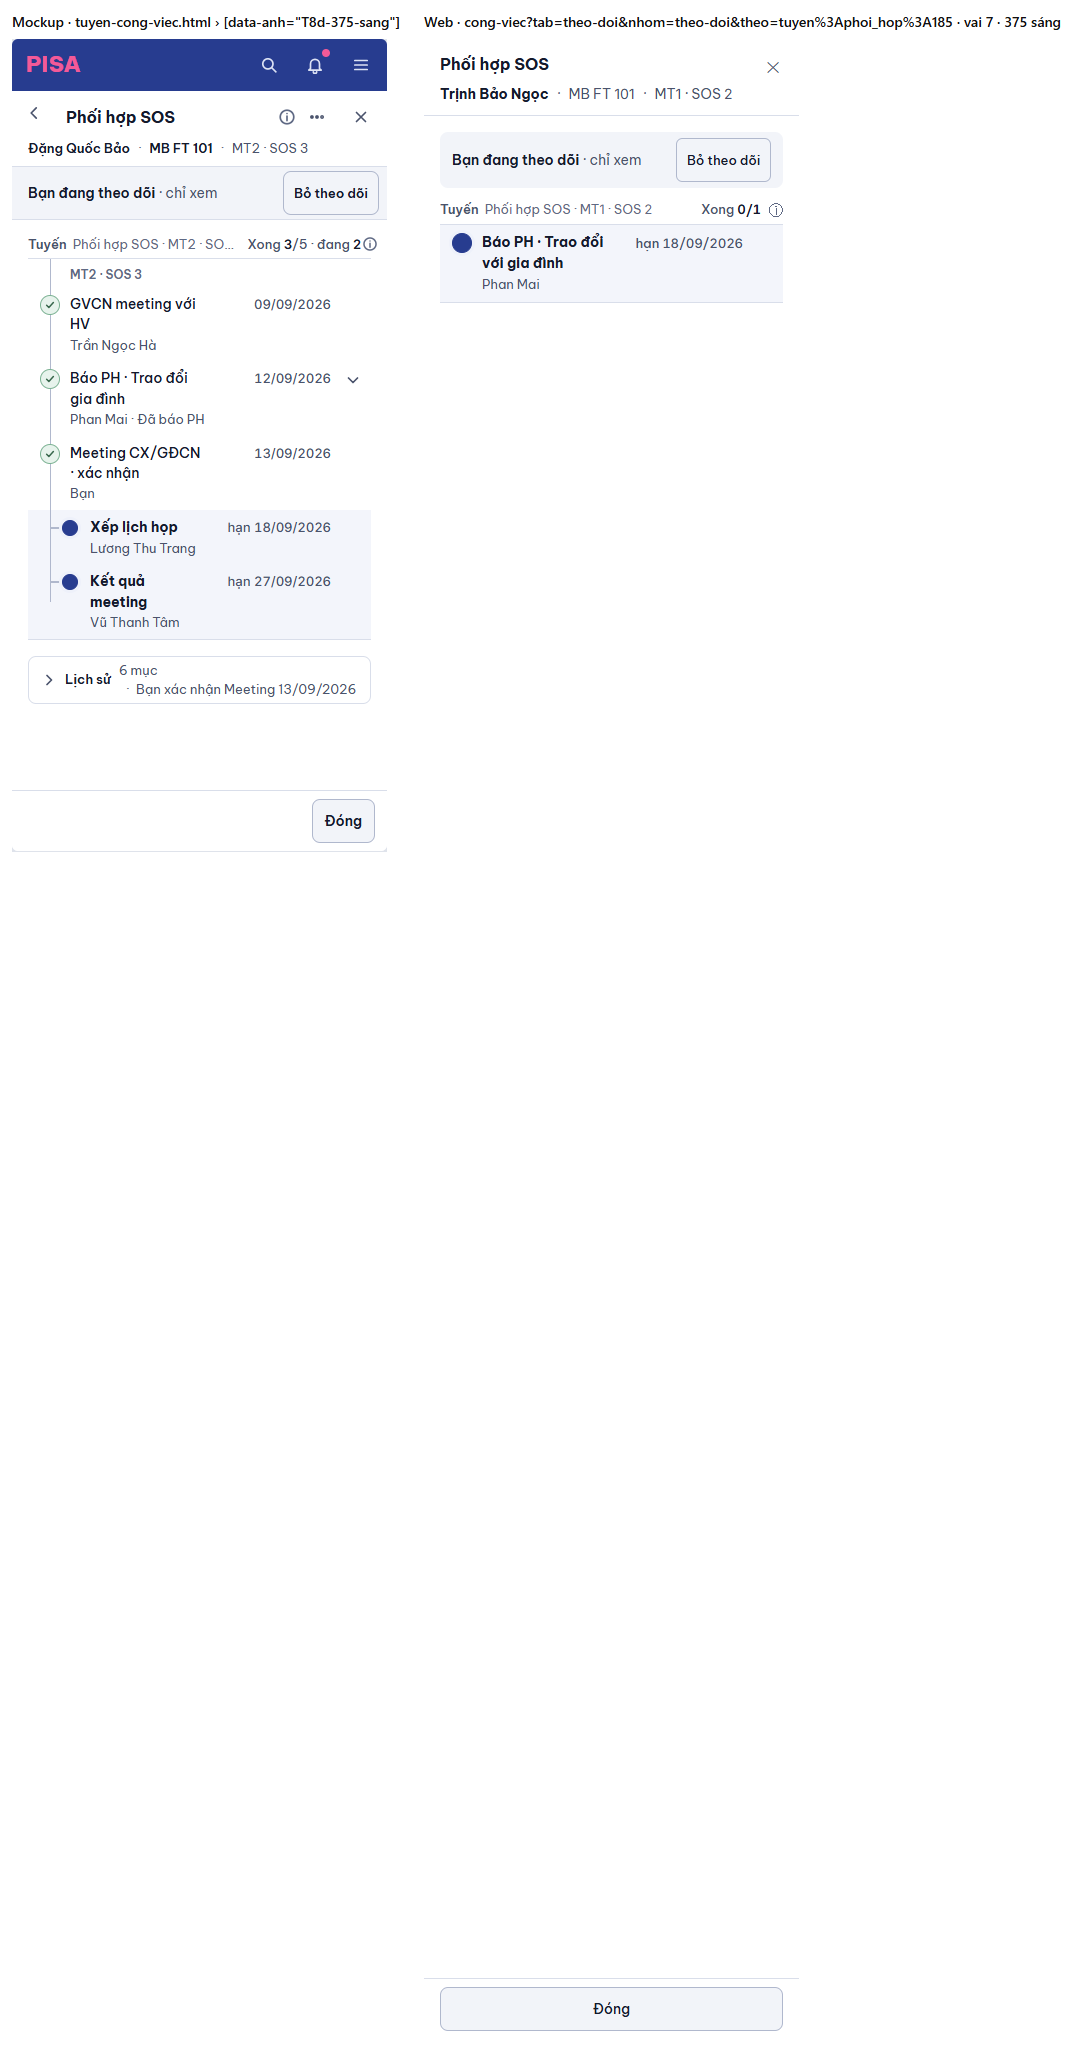 Mockup · tuyen-cong-viec.html › [data-anh="T8d-375-sang"]
PISA
Phối hợp SOS
Đặng Quốc Bảo · MB FT 101 · MT2 · SOS 3
Bạn đang theo dõi · chỉ xem
Bỏ theo dõi
Tuyến Phối hợp SOS · MT2 · SO... Xong 3/5 · đang 2
MT2 · SOS 3
GVCN meeting với 09/09/2026
HV
Trần Ngọc Hà
Báo PH · Trao đổi 12/09/2026
gia đình
Phan Mai · Đã báo PH
Meeting CX/GĐCN 13/09/2026
· xác nhận
Bạn
Xếp lịch họp hạn 18/09/2026
Lương Thu Trang
Kết quả hạn 27/09/2026
meeting
Vũ Thanh Tâm
Lịch sử 6 mục
· Bạn xác nhận Meeting 13/09/2026
Đóng
Web · cong-viec?tab=theo-doi&nhom=theo-doi&theo=tuyen%3Aphoi_hop%3A185 · vai 7 · 375 sáng
Phối hợp SOS
Trịnh Bảo Ngọc · MB FT 101 · MT1 · SOS 2
Bạn đang theo dõi · chỉ xem
Bỏ theo dõi
Tuyến Phối hợp SOS · MT1 · SOS 2 Xong 0/1
Báo PH · Trao đổi hạn 18/09/2026
với gia đình
Phan Mai
Đóng